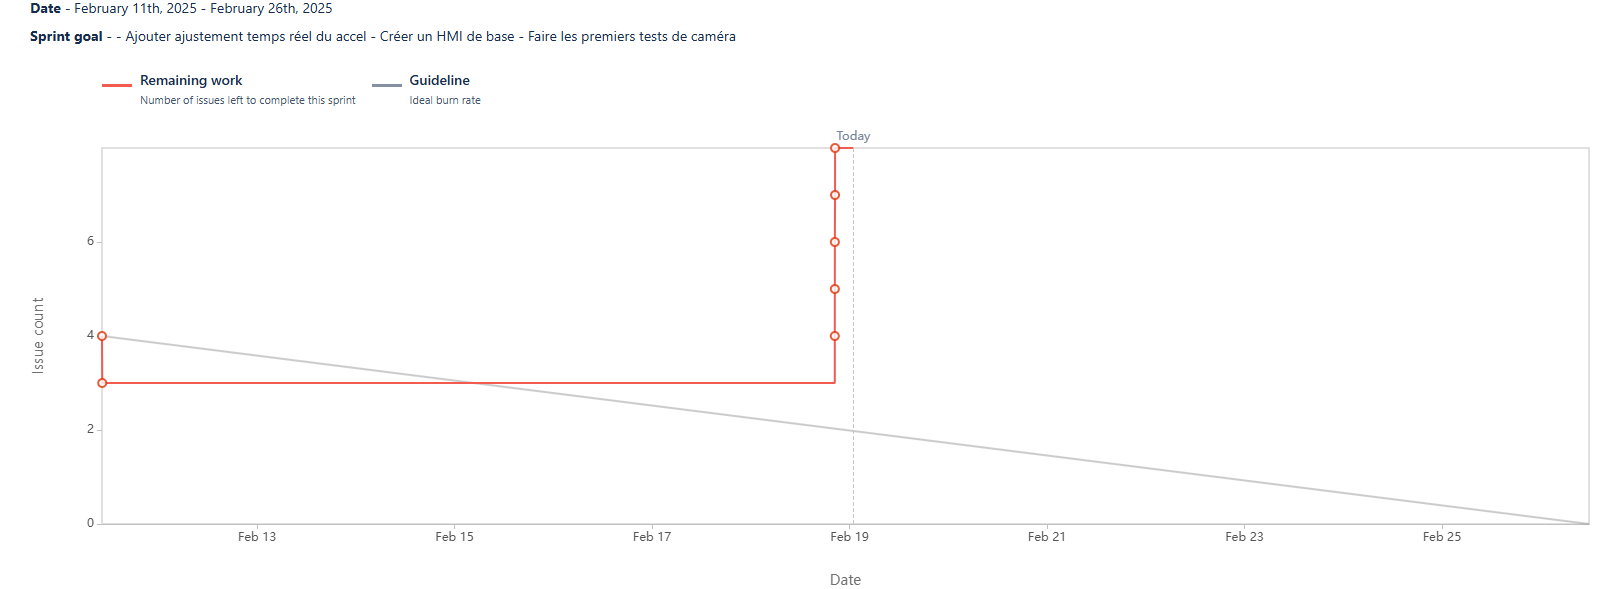 Date - February 11th, 2025 - February 26th, 2025
Sprint goal - - Ajouter ajustement temps réel du accel - Créer un HMI de base - Faire les premiers tests de caméra
Remaining work
Number of issues left to complete this sprint
Guideline
Ideal burn rate
Today
6
4
2
0
Issue count
Feb 13 Feb 15 Feb 17 Feb 19 Feb 21 Feb 23 Feb 25
Date